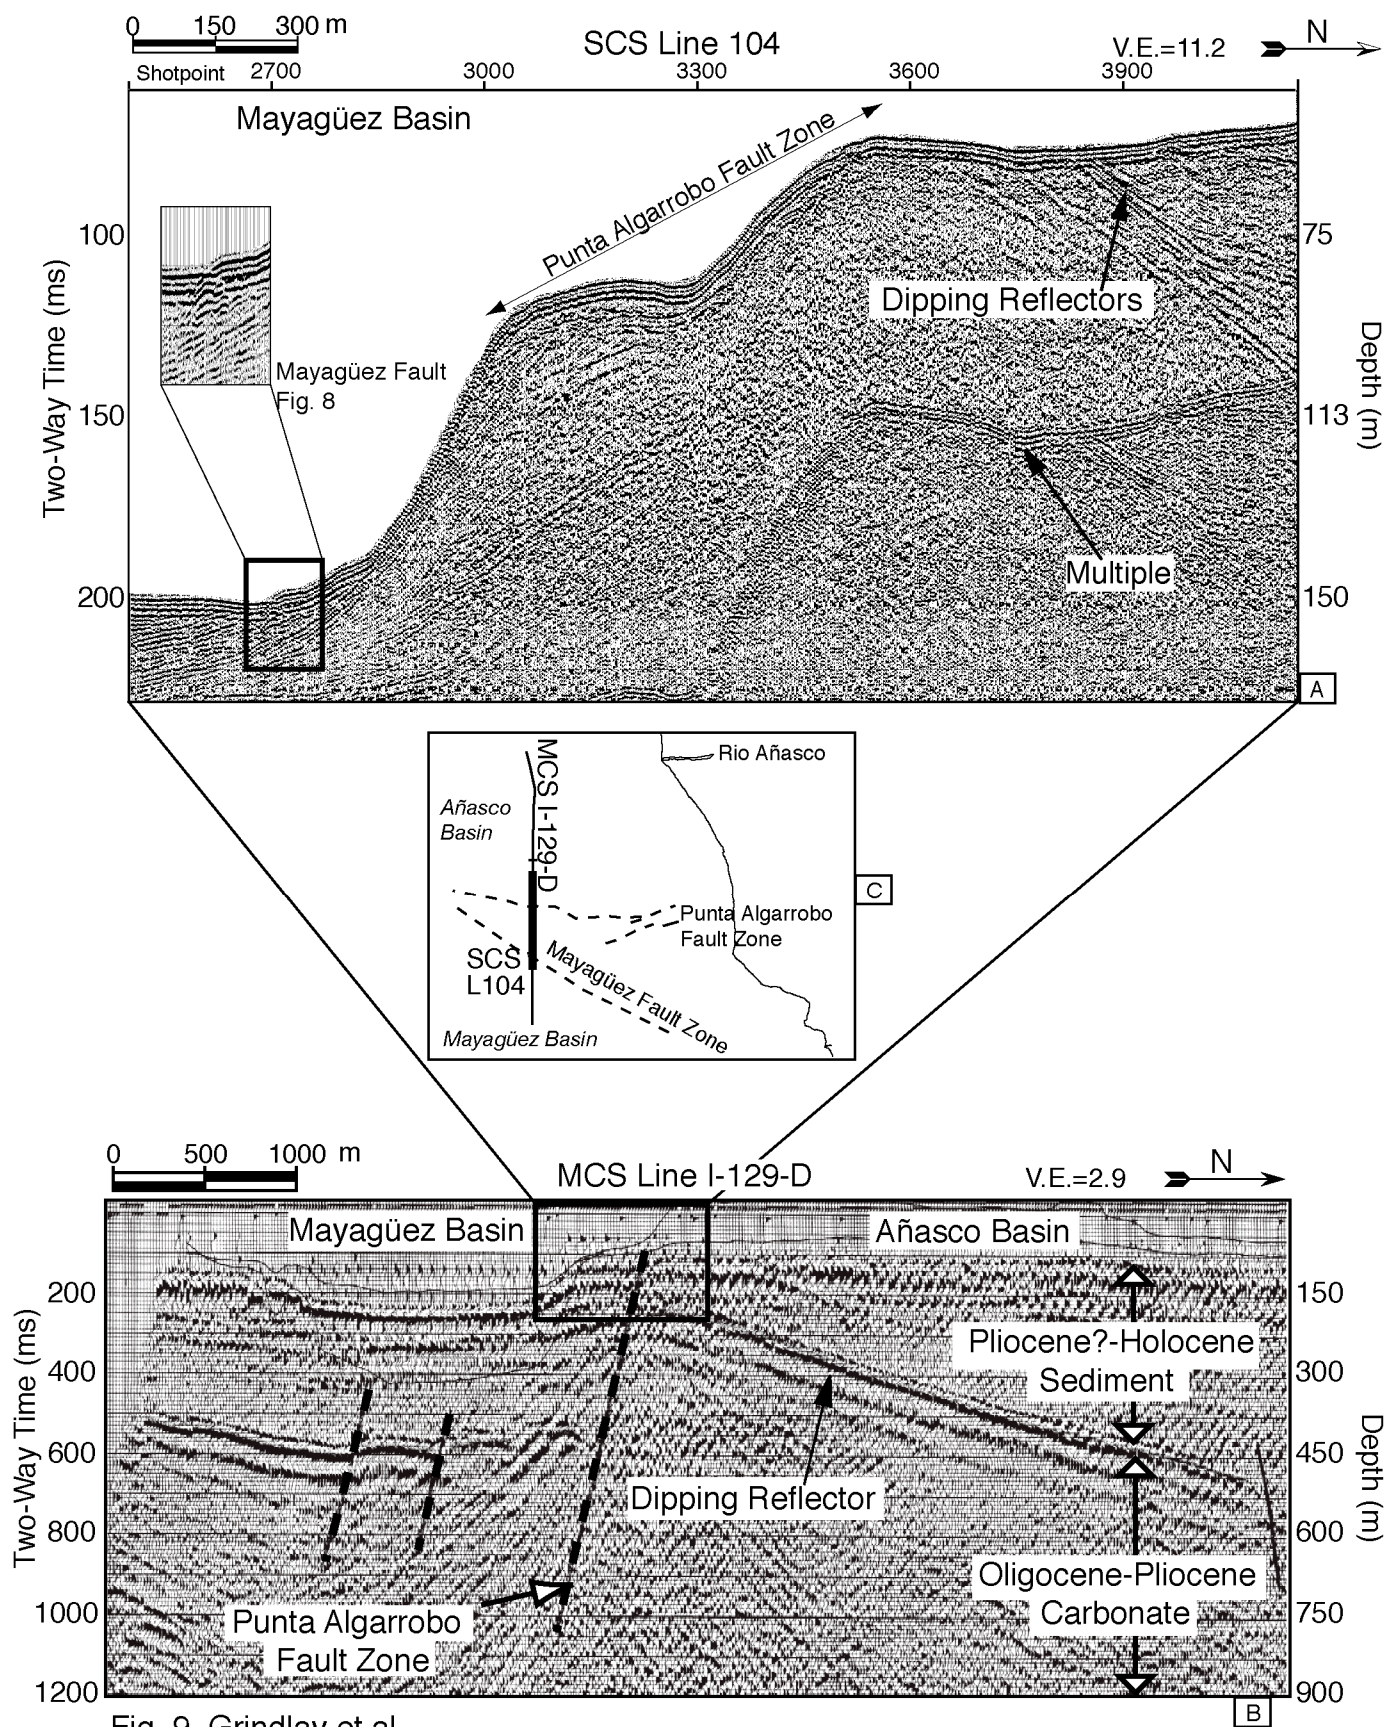 0 150 300 m
SCS Line 104
V.E.=11.2
N
Shotpoint 2700 3000 3300 3600 3900
Mayagüez Basin
Punta Algarrobo Fault Zone
100
75
Dipping Reflectors
Two-Way Time (ms)
Depth (m)
Mayagüez Fault
Fig. 8
150
113
Multiple
200
150
A
MCS I-129-D
Rio Añasco
Añasco
Basin
C
Punta Algarrobo
Fault Zone
SCS
L104
Mayagüez Fault Zone
Mayagüez Basin
0 500 1000 m
MCS Line I-129-D
V.E.=2.9
N
Mayagüez Basin
Añasco Basin
200
150
Pliocene?-Holocene
Sediment
400
300
Two-Way Time (ms)
Depth (m)
600
450
Dipping Reflector
800
600
Oligocene-Pliocene
Carbonate
1000
750
Punta Algarrobo
Fault Zone
1200
900
B
Fig. 9 Grindlay et al